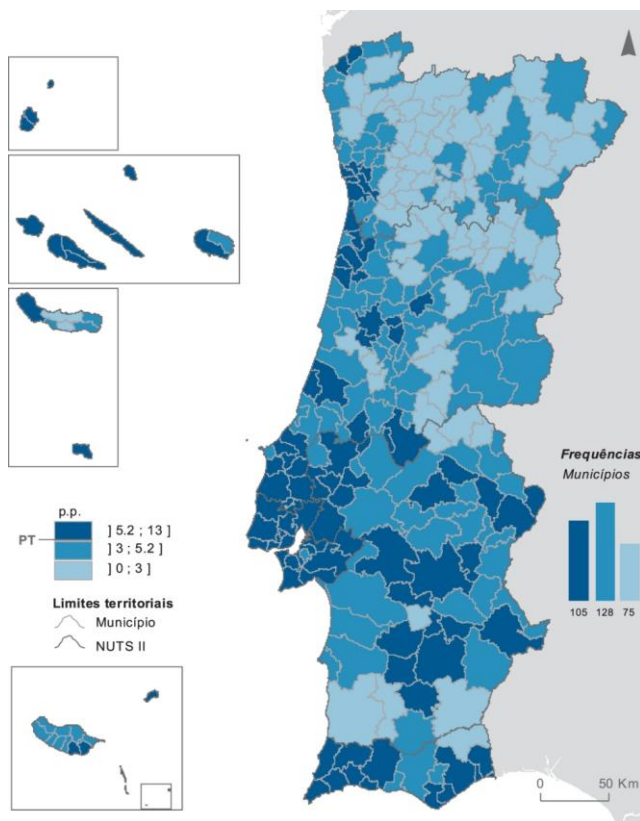 Frequências
Municípios
105 128 75
p.p.
PT
] 5.2 ; 13 ]
] 3 ; 5.2 ]
] 0 ; 3 ]
Limites territoriais
Município
NUTS II
0 50 Km